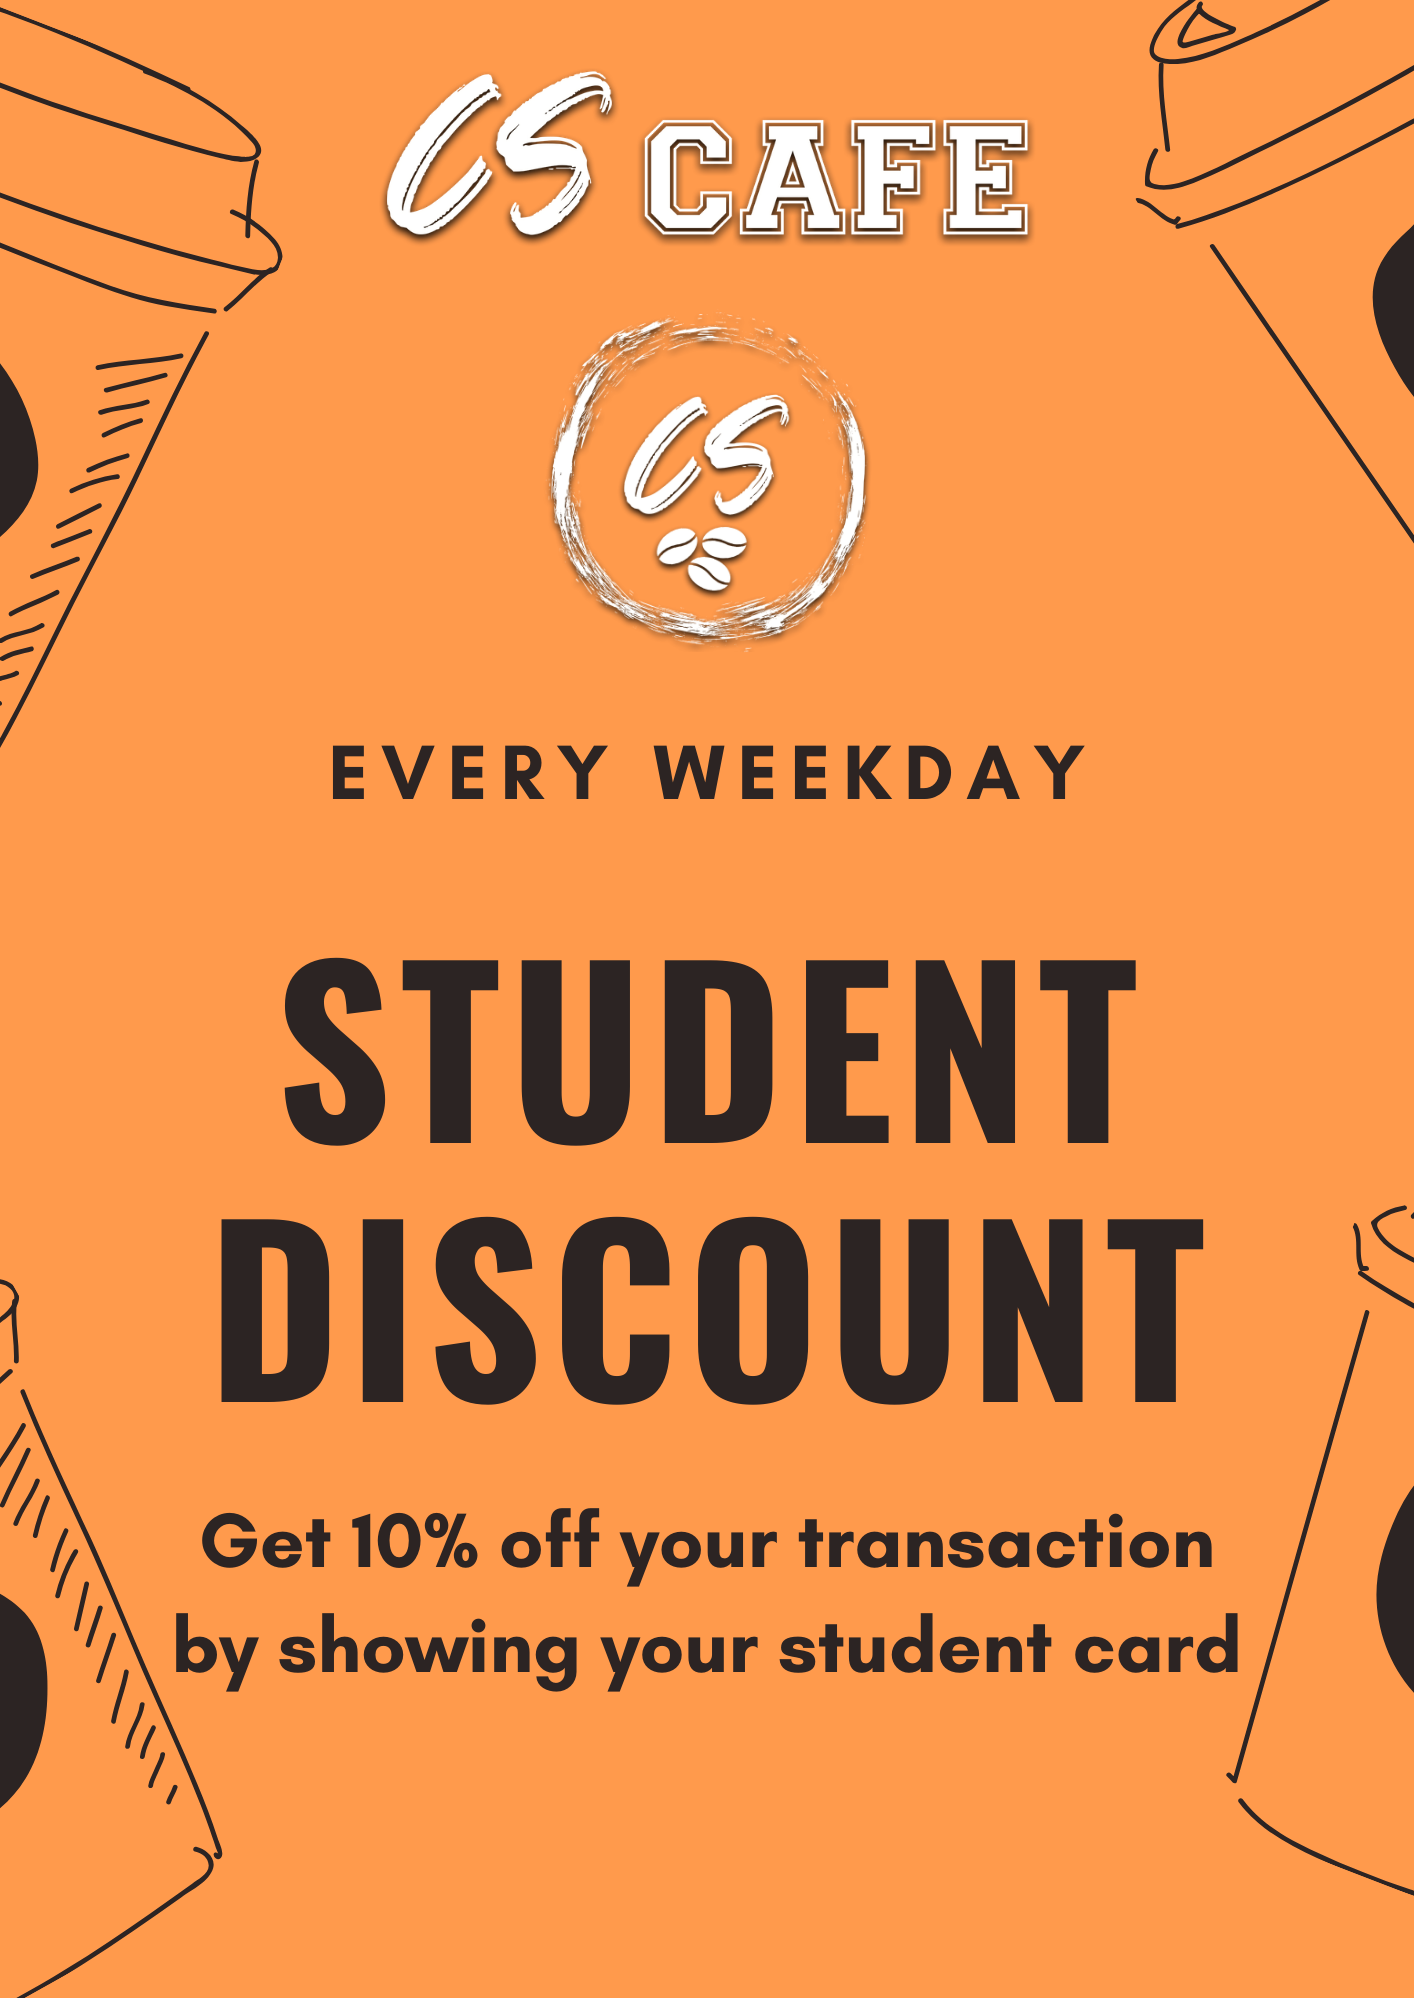 CS CAFE
CS
EVERY WEEKDAY
STUDENT
DISCOUNT
Get 10% off your transaction
by showing your student card